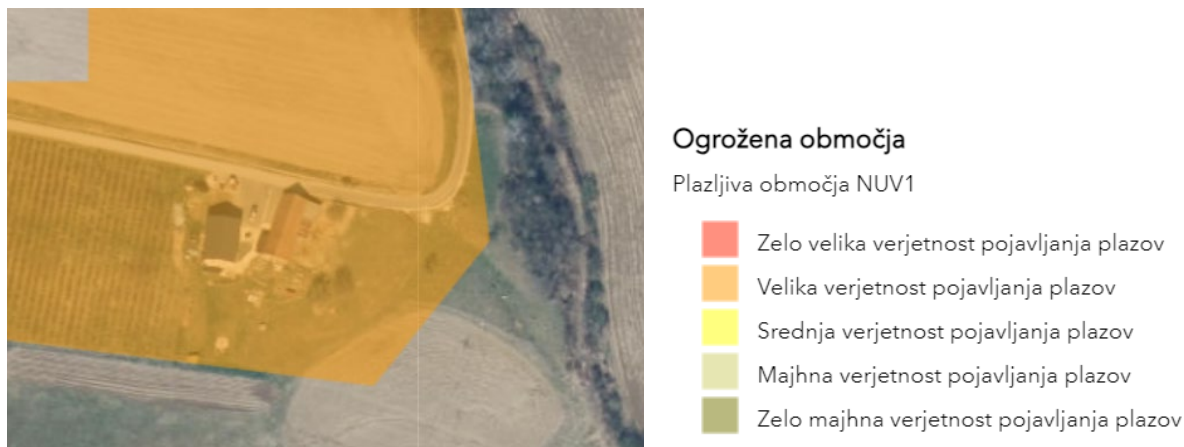 Ogrožena območja
Plazljiva območja NUV1
Zelo velika verjetnost pojavljanja plazov
Velika verjetnost pojavljanja plazov
Srednja verjetnost pojavljanja plazov
Majhna verjetnost pojavljanja plazov
Zelo majhna verjetnost pojavljanja plazov